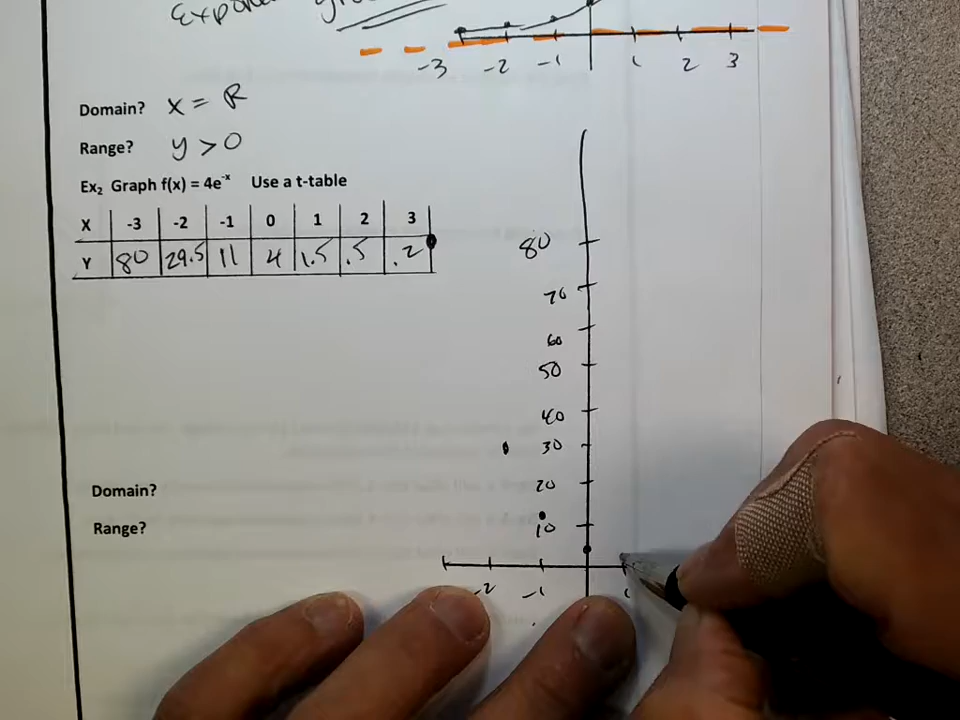 -3 -2 -1 1 2 3
Domain? x = R
Range? y > 0
Ex2 Graph f(x) = 4e^-x Use a t-table
X -3 -2 -1 0 1 2 3
Y 80 29.5 11 4 1.5 .5 .2
80
70
60
50
40
30
20
10
-2 -1 1
Domain?
Range?